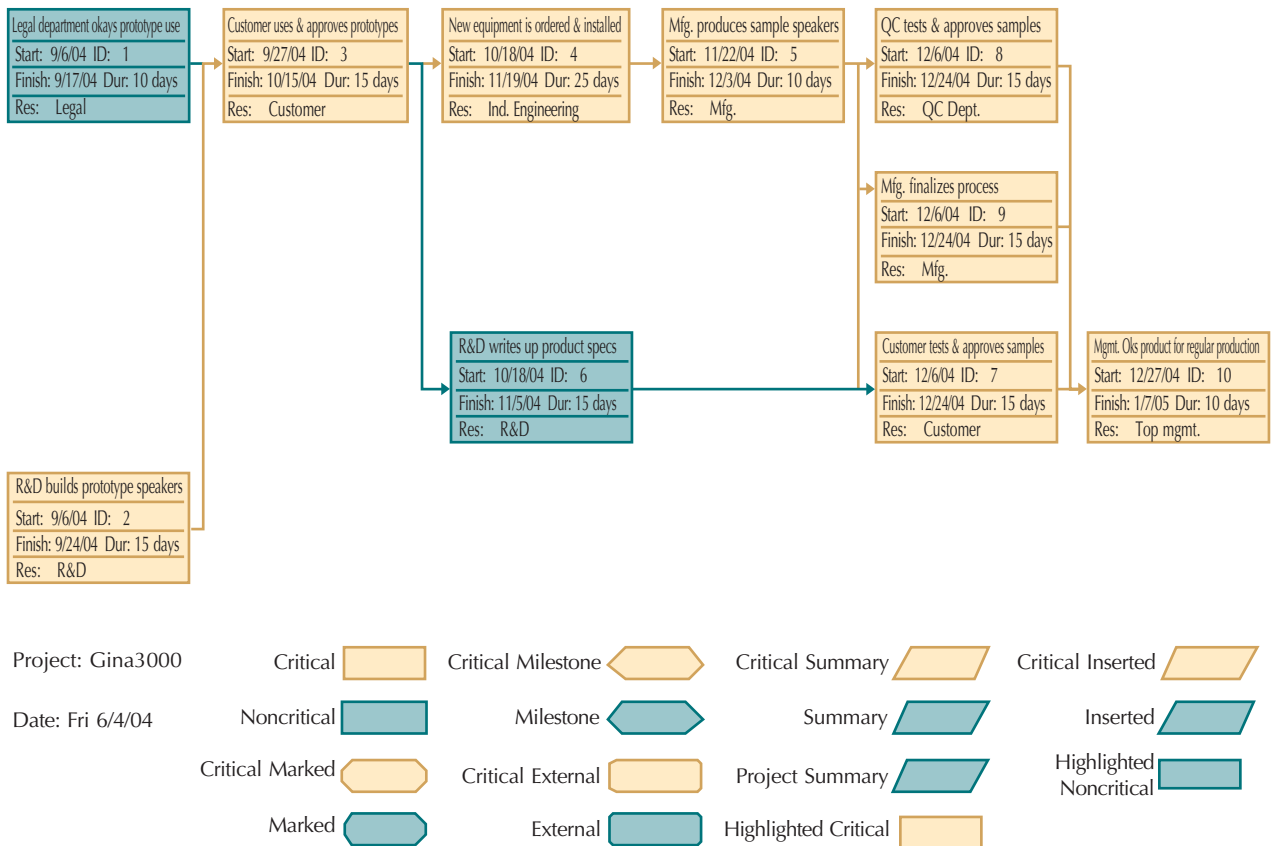 Legal department okays prototype use
Start: 9/6/04 ID: 1
Finish: 9/17/04 Dur: 10 days
Res: Legal
Customer uses & approves prototypes
Start: 9/27/04 ID: 3
Finish: 10/15/04 Dur: 15 days
Res: Customer
New equipment is ordered & installed
Start: 10/18/04 ID: 4
Finish: 11/19/04 Dur: 25 days
Res: Ind. Engineering
Mfg. produces sample speakers
Start: 11/22/04 ID: 5
Finish: 12/3/04 Dur: 10 days
Res: Mfg.
QC tests & approves samples
Start: 12/6/04 ID: 8
Finish: 12/24/04 Dur: 15 days
Res: QC Dept.
Mfg. finalizes process
Start: 12/6/04 ID: 9
Finish: 12/24/04 Dur: 15 days
Res: Mfg.
R&D writes up product specs
Start: 10/18/04 ID: 6
Finish: 11/5/04 Dur: 15 days
Res: R&D
Customer tests & approves samples
Start: 12/6/04 ID: 7
Finish: 12/24/04 Dur: 15 days
Res: Customer
Mgmt. Oks product for regular production
Start: 12/27/04 ID: 10
Finish: 1/7/05 Dur: 10 days
Res: Top mgmt.
R&D builds prototype speakers
Start: 9/6/04 ID: 2
Finish: 9/24/04 Dur: 15 days
Res: R&D
Project: Gina3000
Date: Fri 6/4/04
Critical
Critical Milestone
Critical Summary
Critical Inserted
Noncritical
Milestone
Summary
Inserted
Critical Marked
Critical External
Project Summary
Highlighted
Noncritical
Marked
External
Highlighted Critical